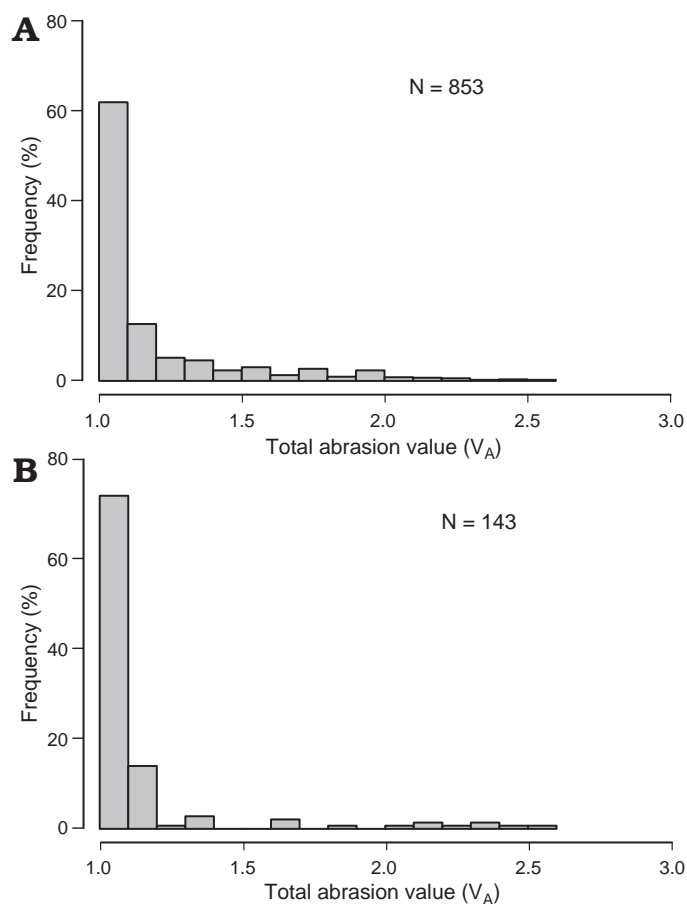 A
80
N = 853
60
40
20
0
Frequency (%)
1.0 1.5 2.0 2.5 3.0
Total abrasion value (VA)
B
80
N = 143
60
40
20
0
Frequency (%)
1.0 1.5 2.0 2.5 3.0
Total abrasion value (VA)